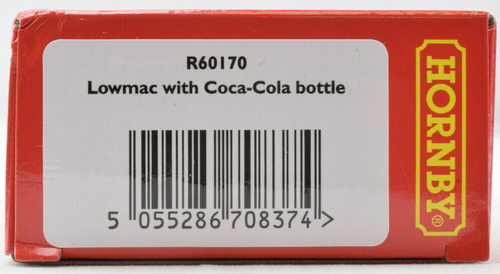 R60170
Lowmac with Coca-Cola bottle
5 055286 708374>
HORNBY®